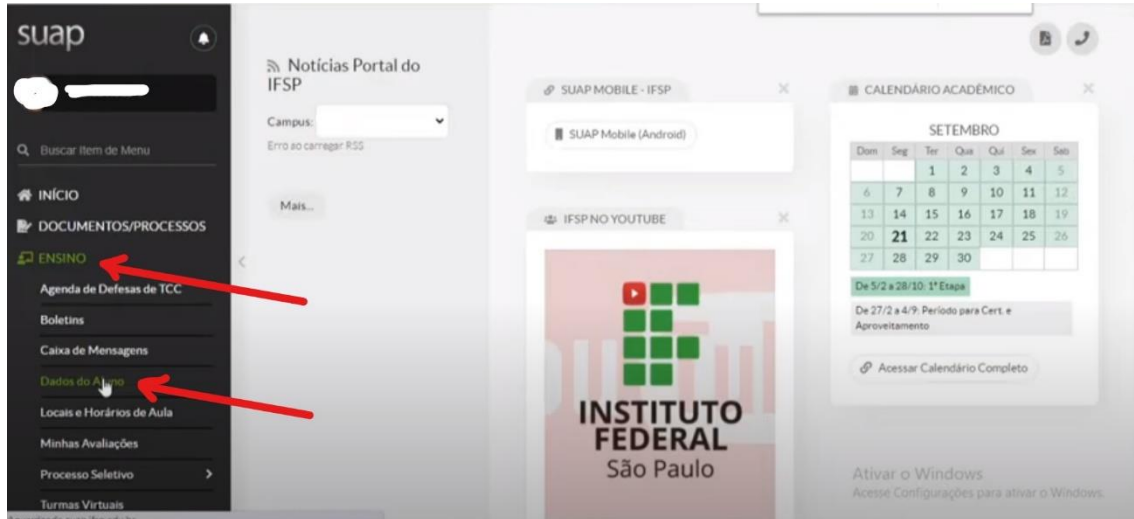 suap
Buscar Item de Menu
INÍCIO
DOCUMENTOS/PROCESSOS
ENSINO
Agenda de Defesas de TCC
Boletins
Caixa de Mensagens
Dados do Aluno
Locais e Horários de Aula
Minhas Avaliações
Processo Seletivo
Turmas Virtuais
Notícias Portal do
IFSP
Campus:
Erro ao carregar RSS
Mais...
SUAP MOBILE - IFSP
SUAP Mobile (Android)
IFSP NO YOUTUBE
INSTITUTO
FEDERAL
São Paulo
CALENDÁRIO ACADÊMICO
SETEMBRO
Dom Seg Ter Qua Qui Sex Sab
1 2 3 4 5
6 7 8 9 10 11 12
13 14 15 16 17 18 19
20 21 22 23 24 25 26
27 28 29 30
De 5/2 a 28/10: 1ª Etapa
De 27/2 a 4/9: Período para Cert. e
Aproveitamento
Acessar Calendário Completo
Ativar o Windows
Acesse Configurações para ativar o Windows.